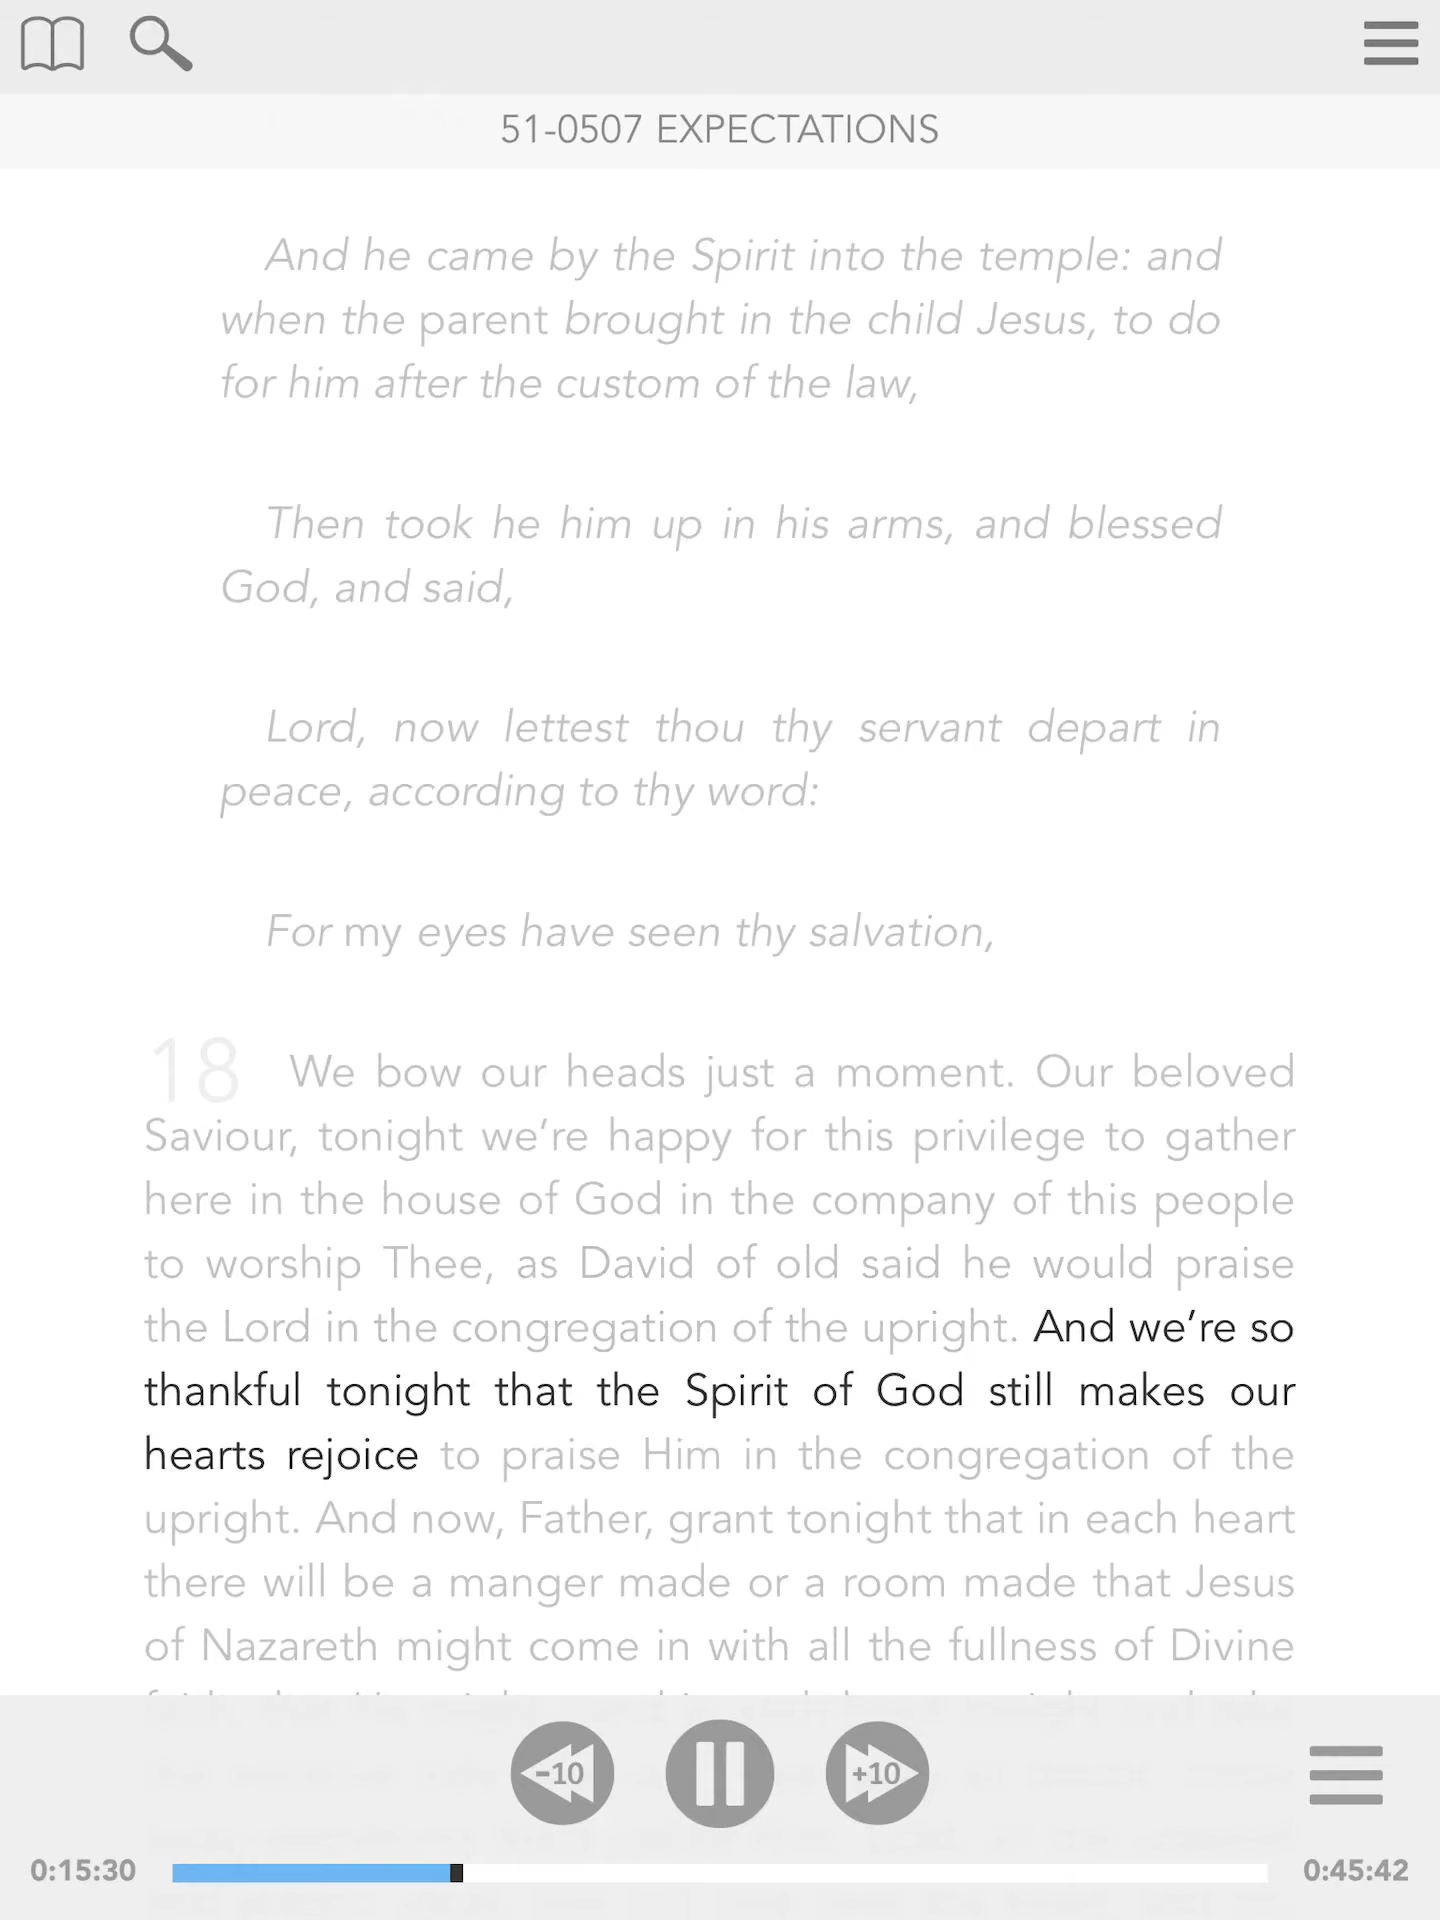 51-0507 EXPECTATIONS
And he came by the Spirit into the temple: and
when the parent brought in the child Jesus, to do
for him after the custom of the law,
Then took he him up in his arms, and blessed
God, and said,
Lord, now lettest thou thy servant depart in
peace, according to thy word:
For my eyes have seen thy salvation,
18 We bow our heads just a moment. Our beloved
Saviour, tonight we’re happy for this privilege to gather
here in the house of God in the company of this people
to worship Thee, as David of old said he would praise
the Lord in the congregation of the upright. And we’re so
thankful tonight that the Spirit of God still makes our
hearts rejoice to praise Him in the congregation of the
upright. And now, Father, grant tonight that in each heart
there will be a manger made or a room made that Jesus
of Nazareth might come in with all the fullness of Divine
-10 +10
0:15:30 0:45:42